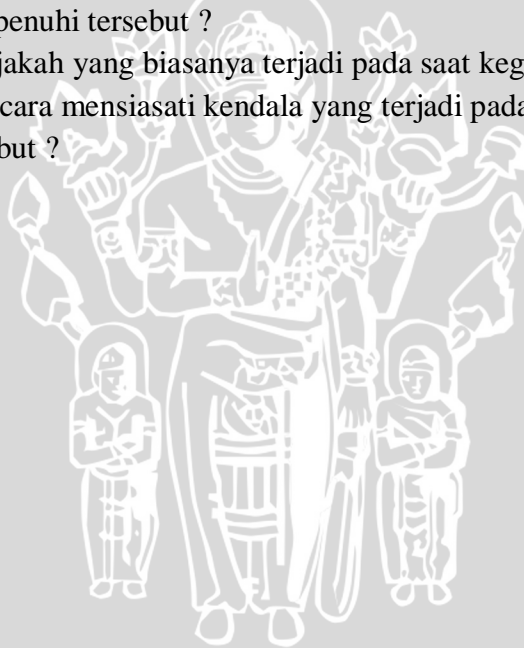 penuhi tersebut ?
jakah yang biasanya terjadi pada saat keg
cara mensiasati kendala yang terjadi pada
but ?